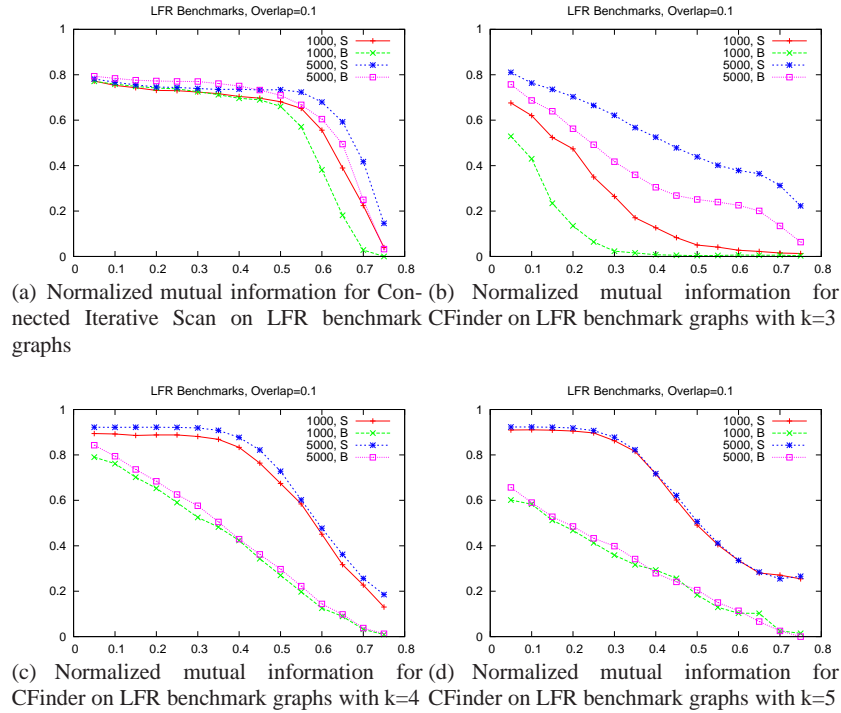 LFR Benchmarks, Overlap=0.1
1
0.8
0.6
0.4
0.2
0
0 0.1 0.2 0.3 0.4 0.5 0.6 0.7 0.8
1000, S
1000, B
5000, S
5000, B
(a) Normalized mutual information for Con-
nected Iterative Scan on LFR benchmark
graphs
LFR Benchmarks, Overlap=0.1
1
0.8
0.6
0.4
0.2
0
0 0.1 0.2 0.3 0.4 0.5 0.6 0.7 0.8
1000, S
1000, B
5000, S
5000, B
(b) Normalized mutual information for
CFinder on LFR benchmark graphs with k=3
LFR Benchmarks, Overlap=0.1
1
0.8
0.6
0.4
0.2
0
0 0.1 0.2 0.3 0.4 0.5 0.6 0.7 0.8
1000, S
1000, B
5000, S
5000, B
(c) Normalized mutual information for
CFinder on LFR benchmark graphs with k=4
LFR Benchmarks, Overlap=0.1
1
0.8
0.6
0.4
0.2
0
0 0.1 0.2 0.3 0.4 0.5 0.6 0.7 0.8
1000, S
1000, B
5000, S
5000, B
(d) Normalized mutual information for
CFinder on LFR benchmark graphs with k=5